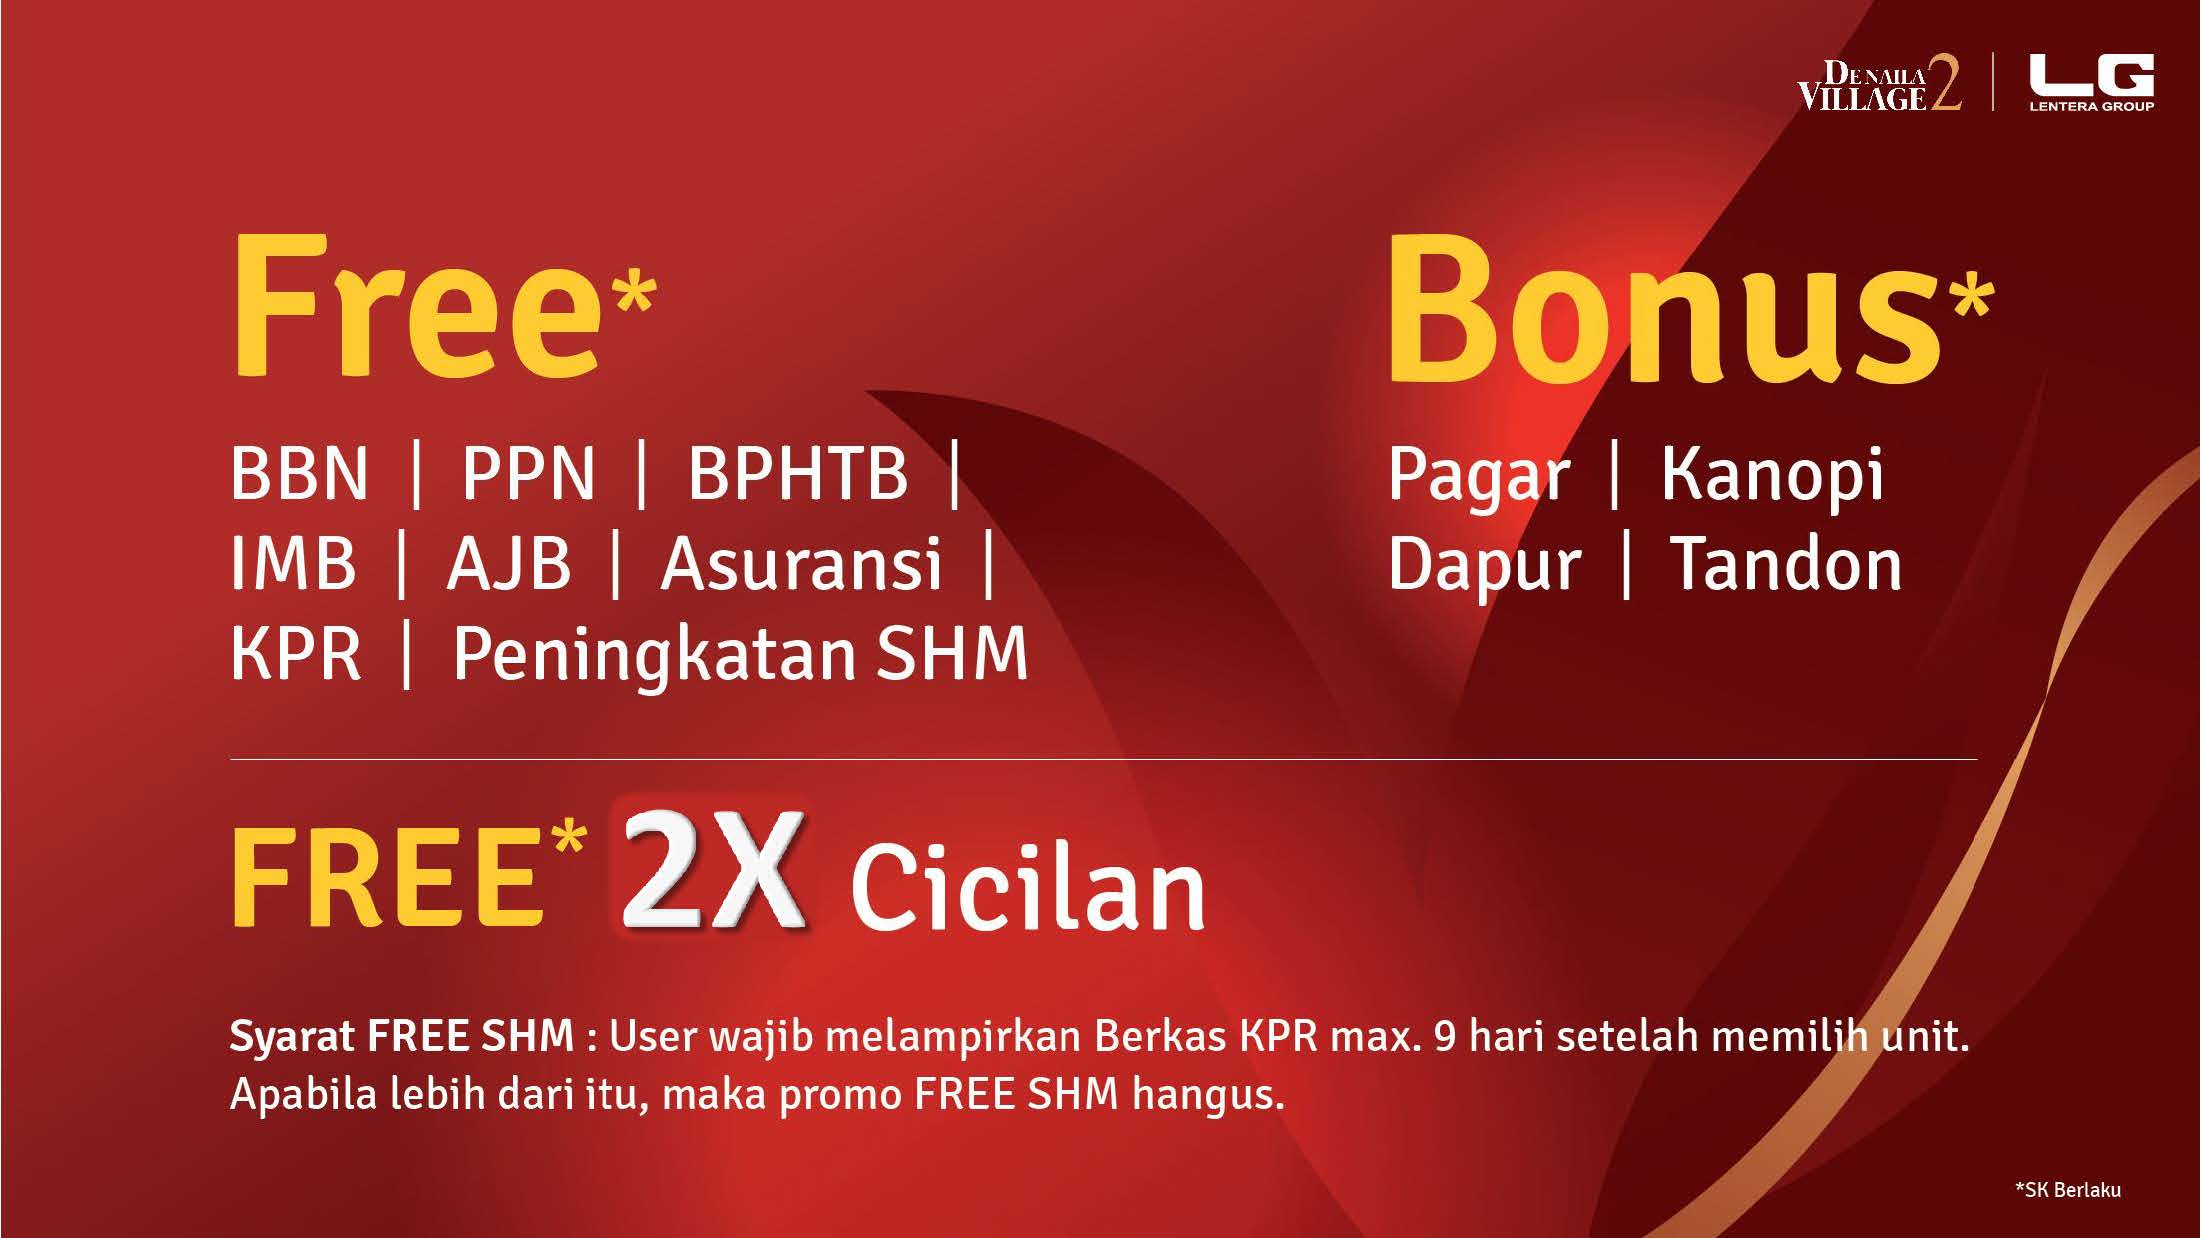 DE NAILA
VILLAGE 2
LG
LENTERA GROUP
Free*
BBN | PPN | BPHTB |
IMB | AJB | Asuransi |
KPR | Peningkatan SHM
Bonus*
Pagar | Kanopi
Dapur | Tandon
FREE* 2X Cicilan
Syarat FREE SHM : User wajib melampirkan Berkas KPR max. 9 hari setelah memilih unit.
Apabila lebih dari itu, maka promo FREE SHM hangus.
*SK Berlaku